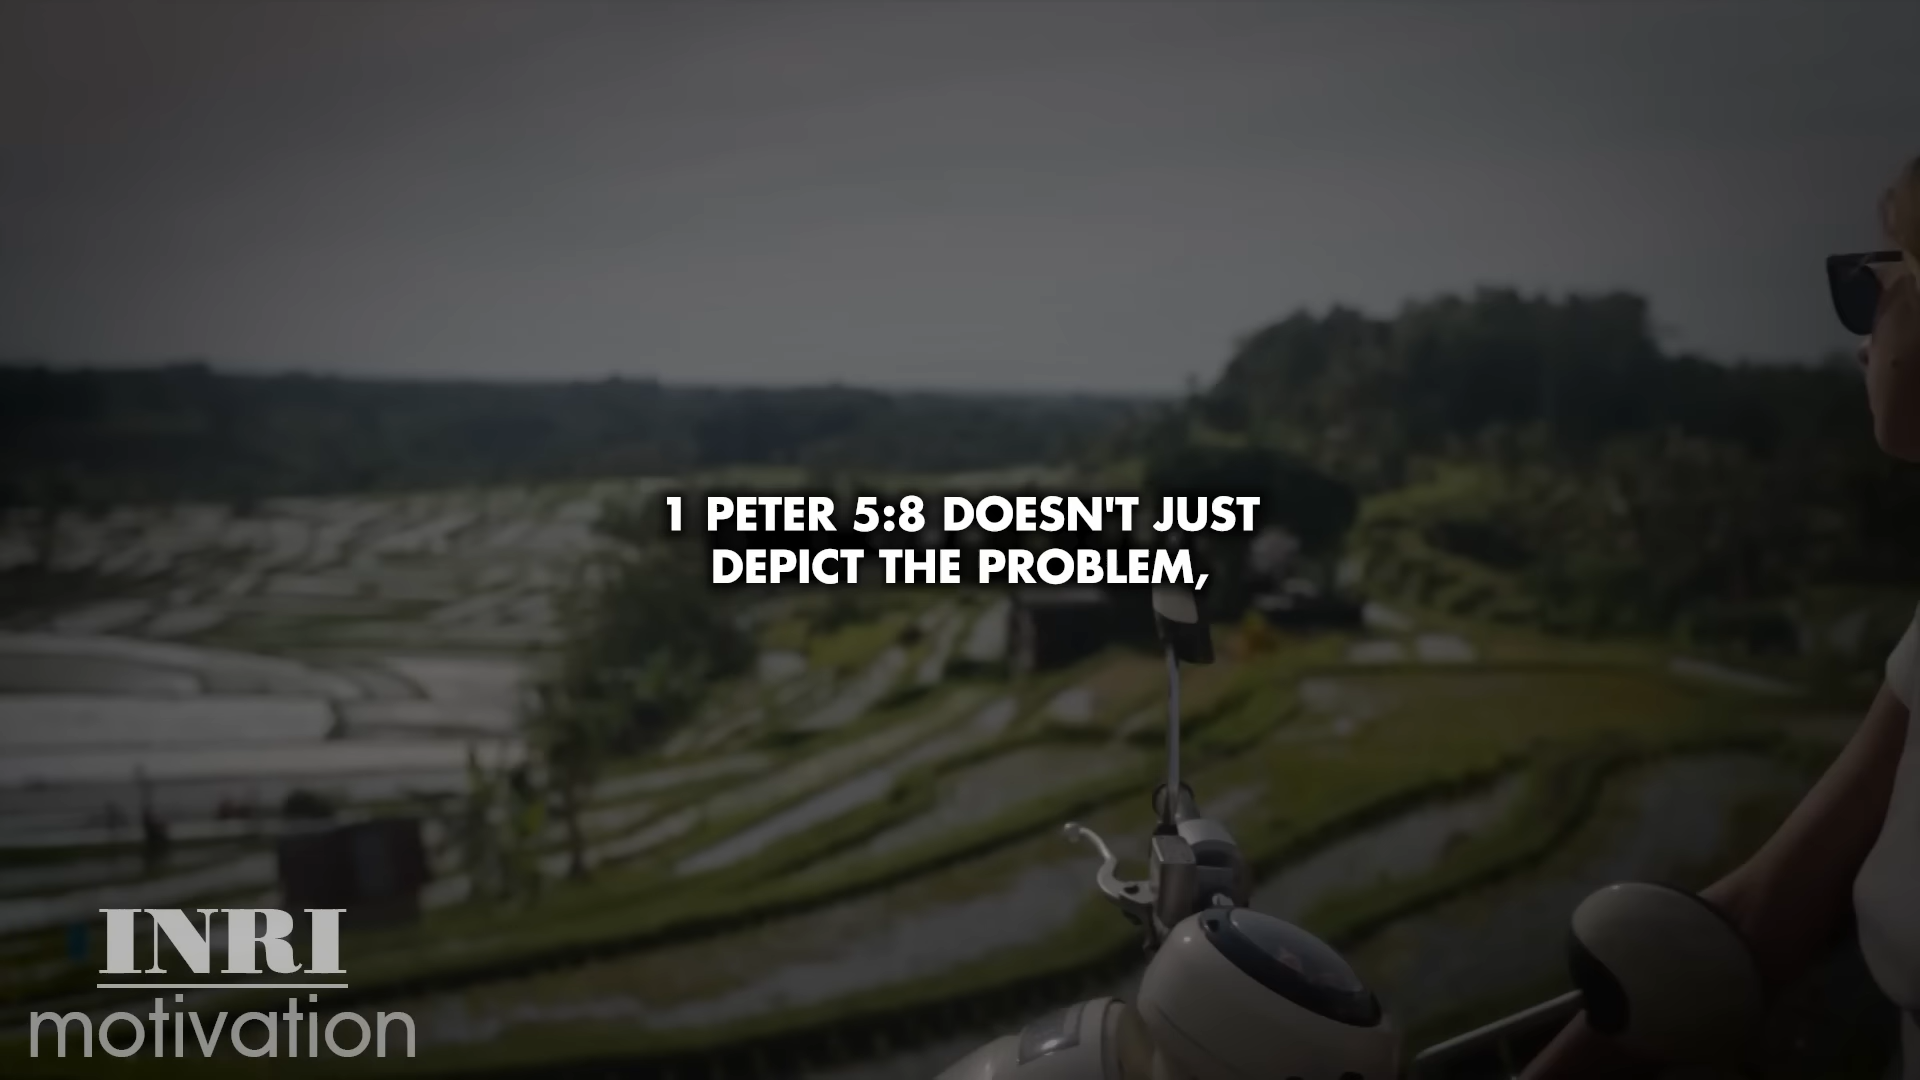 1 PETER 5:8 DOESN'T JUST
DEPICT THE PROBLEM,
INRI
motivation